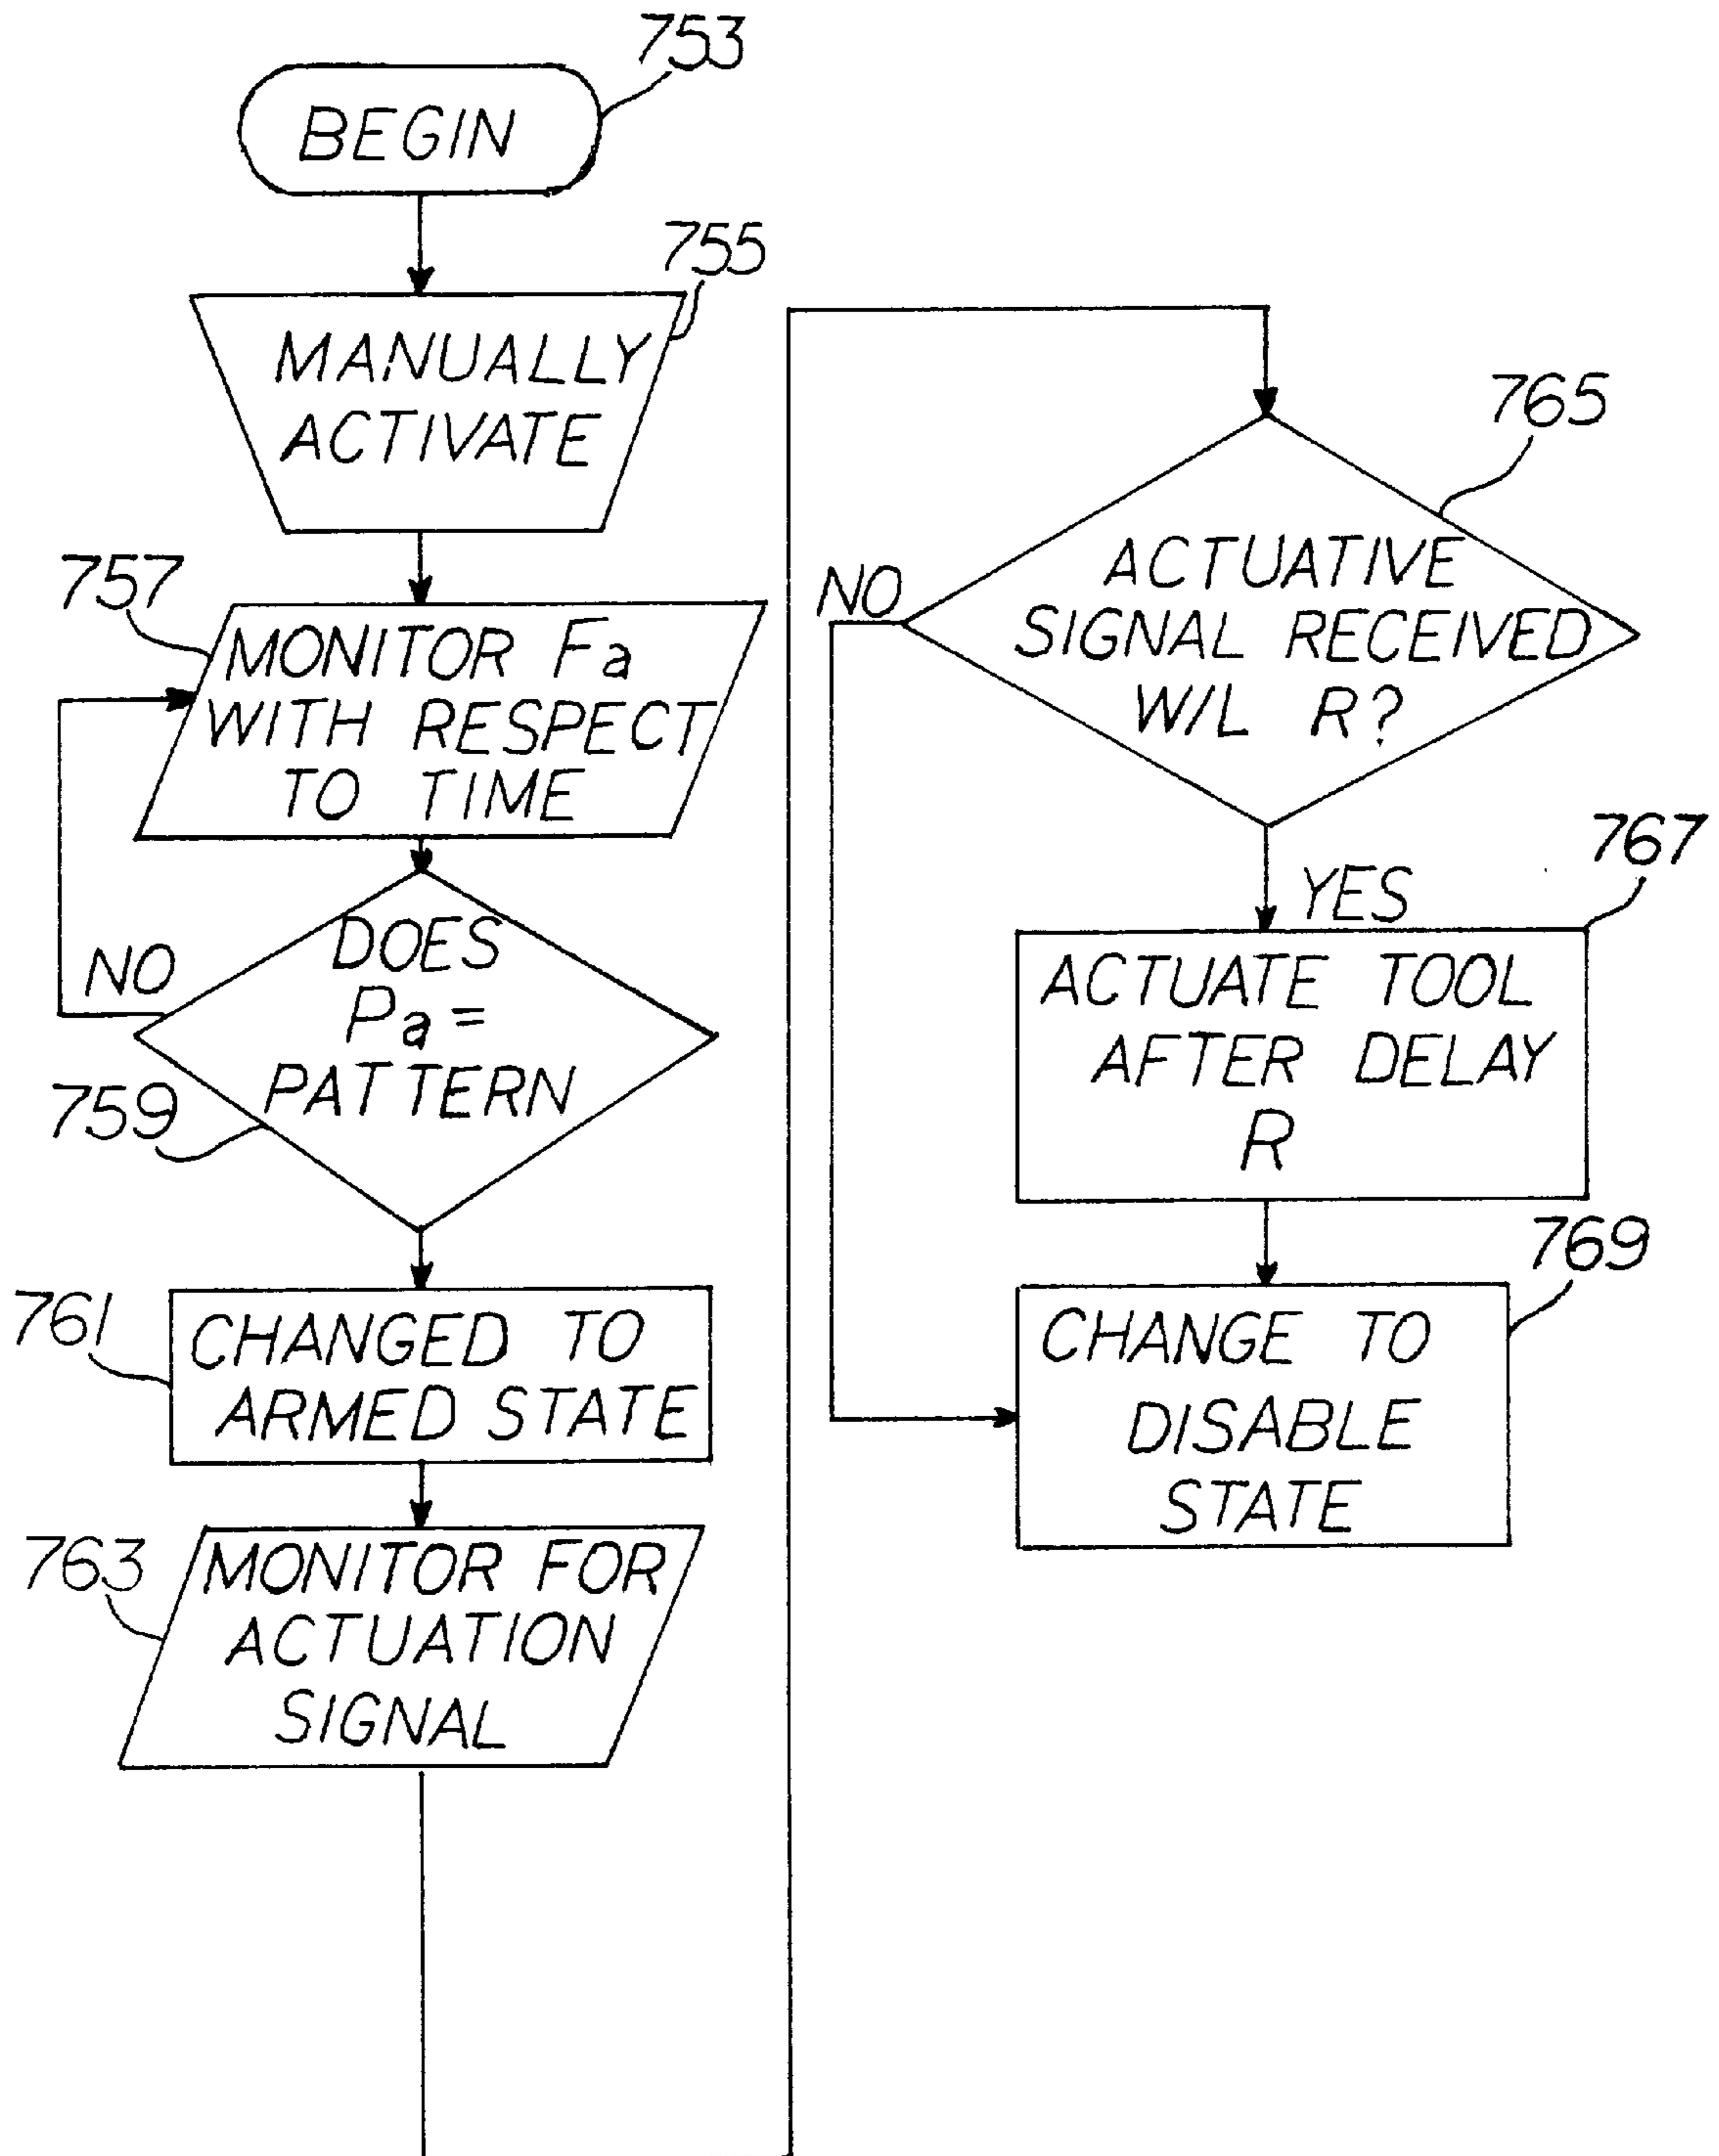 753
BEGIN
755
MANUALLY
ACTIVATE
757
MONITOR Fa
WITH RESPECT
TO TIME
NO
DOES
Pa =
PATTERN
759
761
CHANGED TO
ARMED STATE
763
MONITOR FOR
ACTUATION
SIGNAL
765
NO
ACTUATIVE
SIGNAL RECEIVED
W/L R?
YES
767
ACTUATE TOOL
AFTER DELAY
R
769
CHANGE TO
DISABLE
STATE